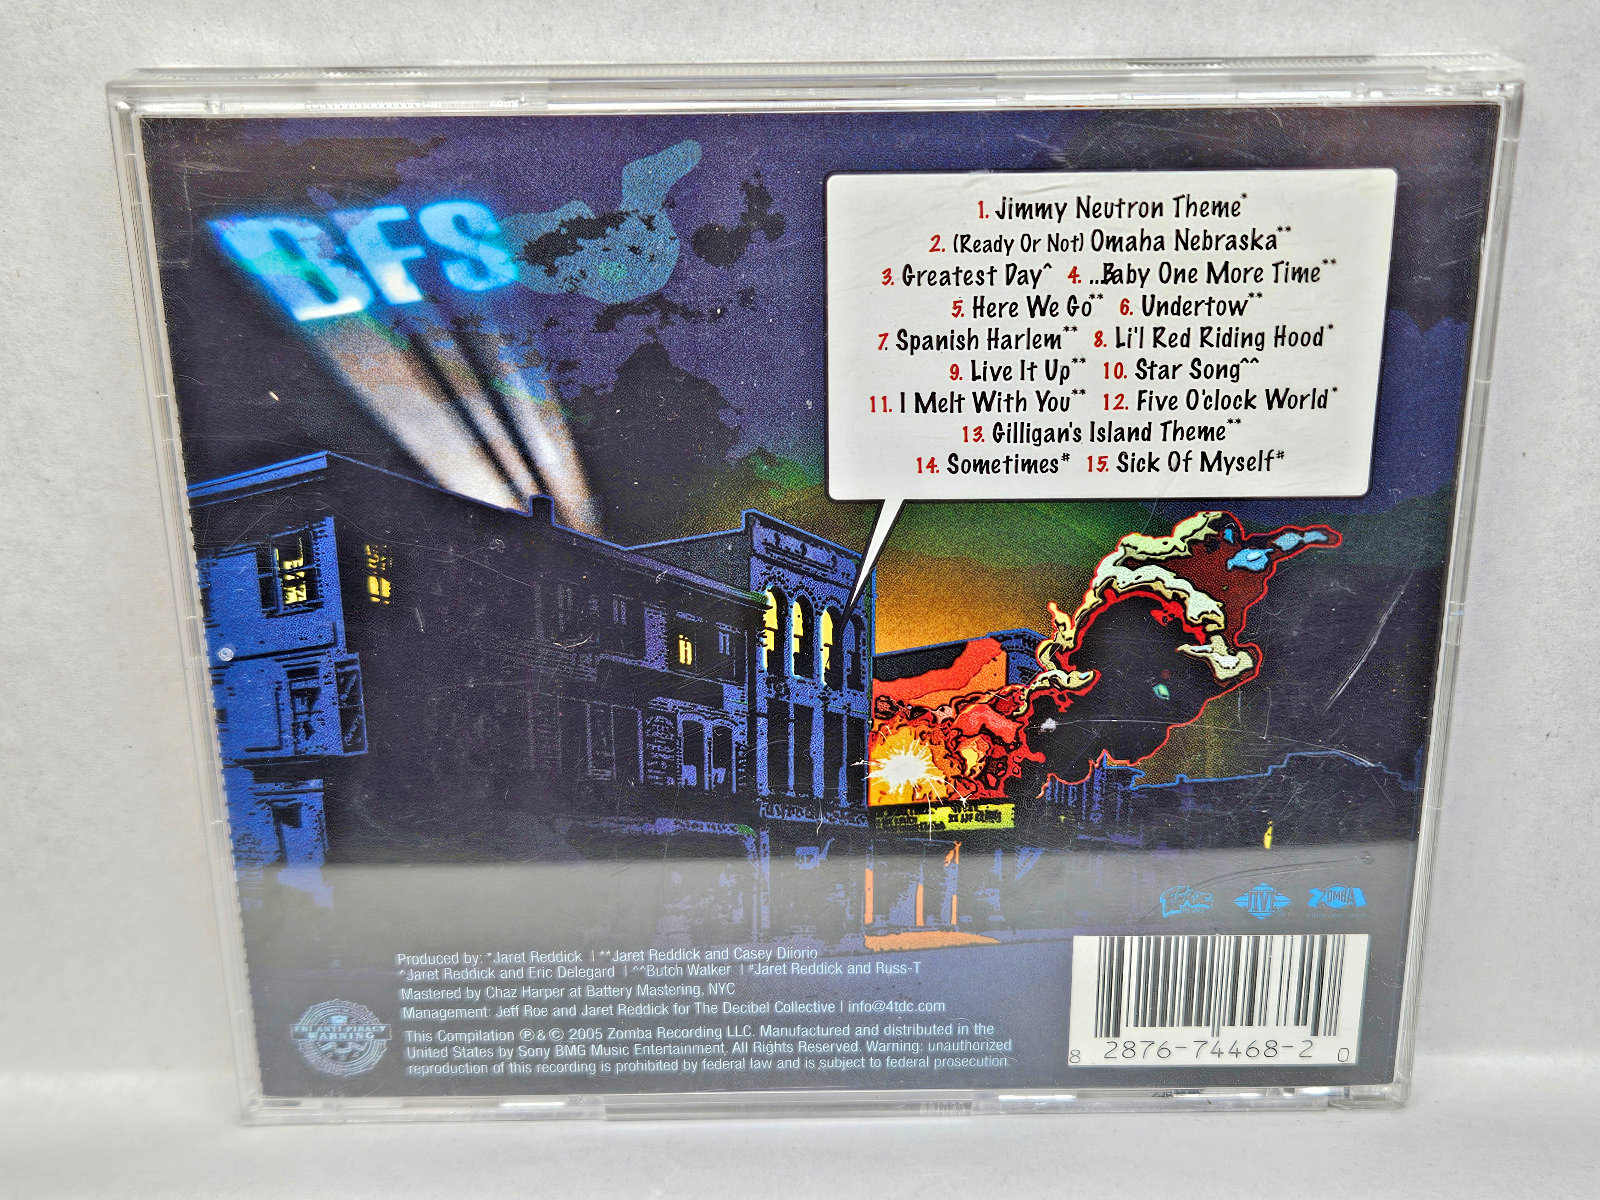 BFS
1. Jimmy Neutron Theme*
2. (Ready Or Not) Omaha Nebraska**
3. Greatest Day^ 4. ...Baby One More Time**
5. Here We Go** 6. Undertow**
7. Spanish Harlem** 8. Li'l Red Riding Hood*
9. Live It Up** 10. Star Song^^
11. I Melt With You** 12. Five O'clock World*
13. Gilligan's Island Theme**
14. Sometimes# 15. Sick Of Myself#
JIVE
ZOMBA
Produced by: *Jaret Reddick | **Jaret Reddick and Casey Diiorio
^Jaret Reddick and Eric Delegard | ^^Butch Walker | #Jaret Reddick and Russ-T
Mastered by Chaz Harper at Battery Mastering, NYC
Management: Jeff Roe and Jaret Reddick for The Decibel Collective | info@4tdc.com
This Compilation ℗ & © 2005 Zomba Recording LLC. Manufactured and distributed in the
United States by Sony BMG Music Entertainment. All Rights Reserved. Warning: unauthorized
reproduction of this recording is prohibited by federal law and is subject to federal prosecution.
FBI ANTI-PIRACY
WARNING
8 2876-74468-2 0